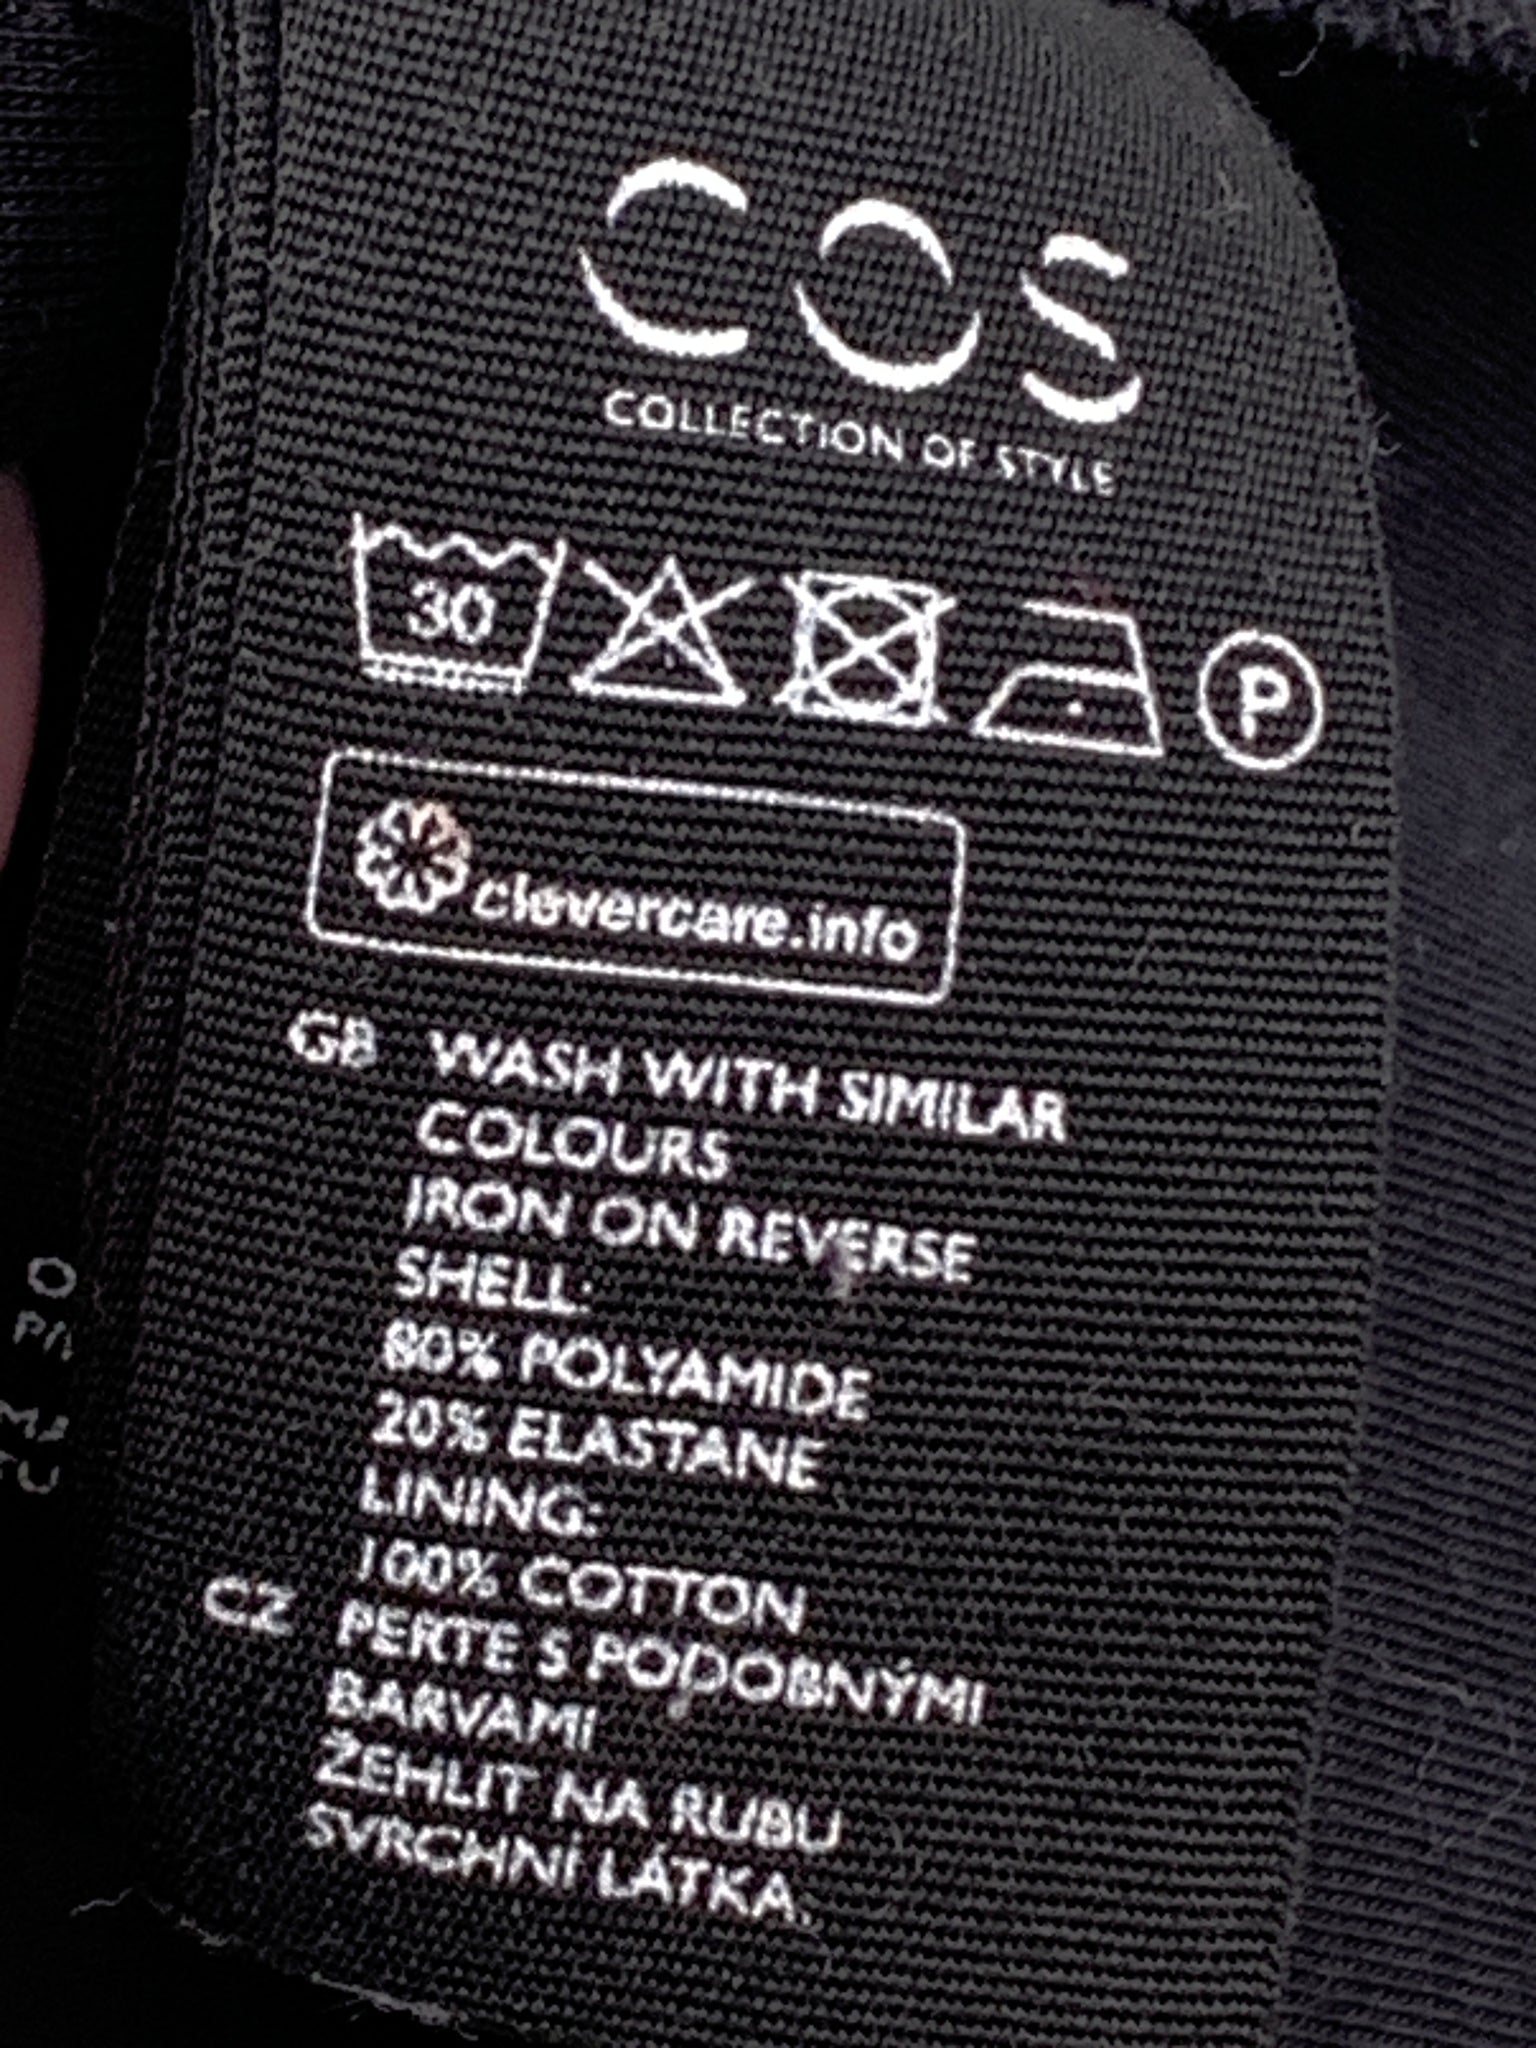 COS
COLLECTION OF STYLE
30
P
clevercare.info
GB WASH WITH SIMILAR
COLOURS
IRON ON REVERSE
SHELL:
80% POLYAMIDE
20% ELASTANE
LINING:
100% COTTON
CZ PERTE S PODOBNÝMI
BARVAMI
ŽEHLIT NA RUBU
SVRCHNÍ LÁTKA: